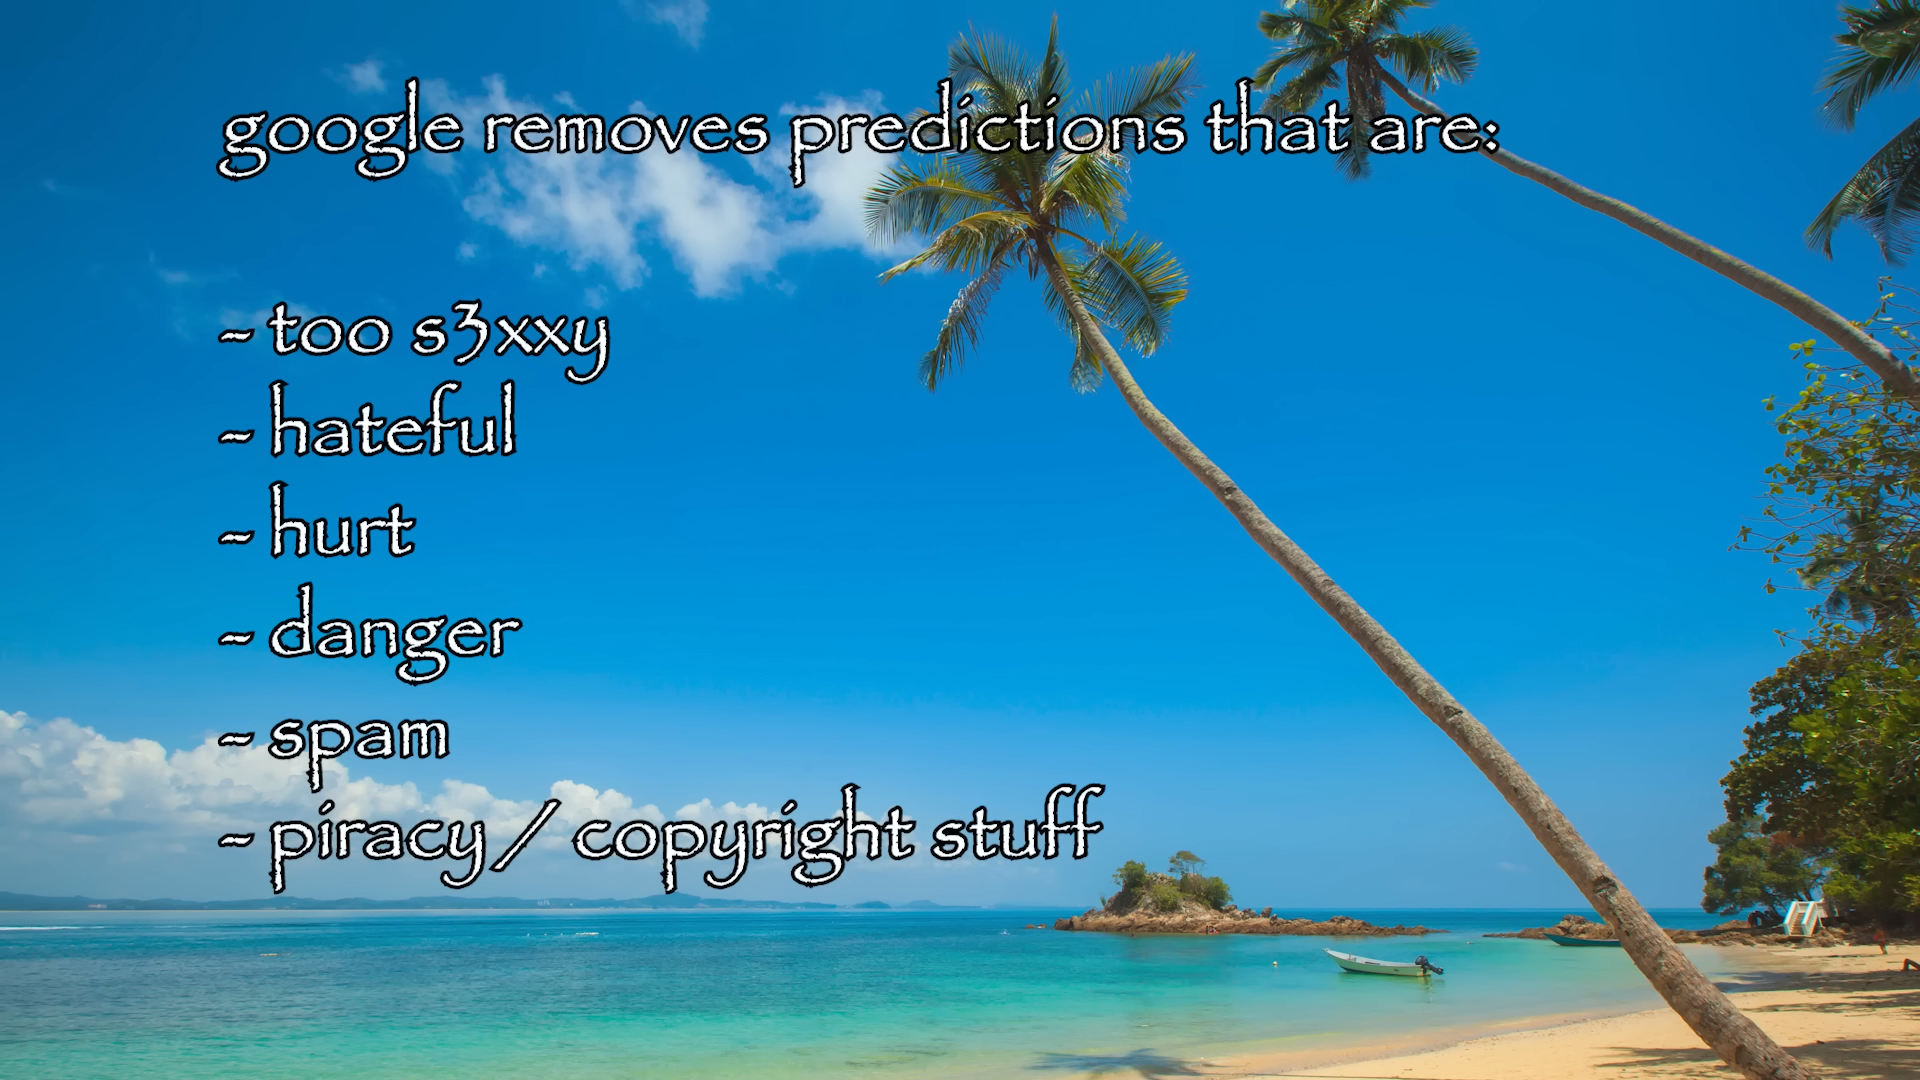 google removes predictions that are:
- too s3xxy
- hateful
- hurt
- danger
- spam
- piracy / copyright stuff